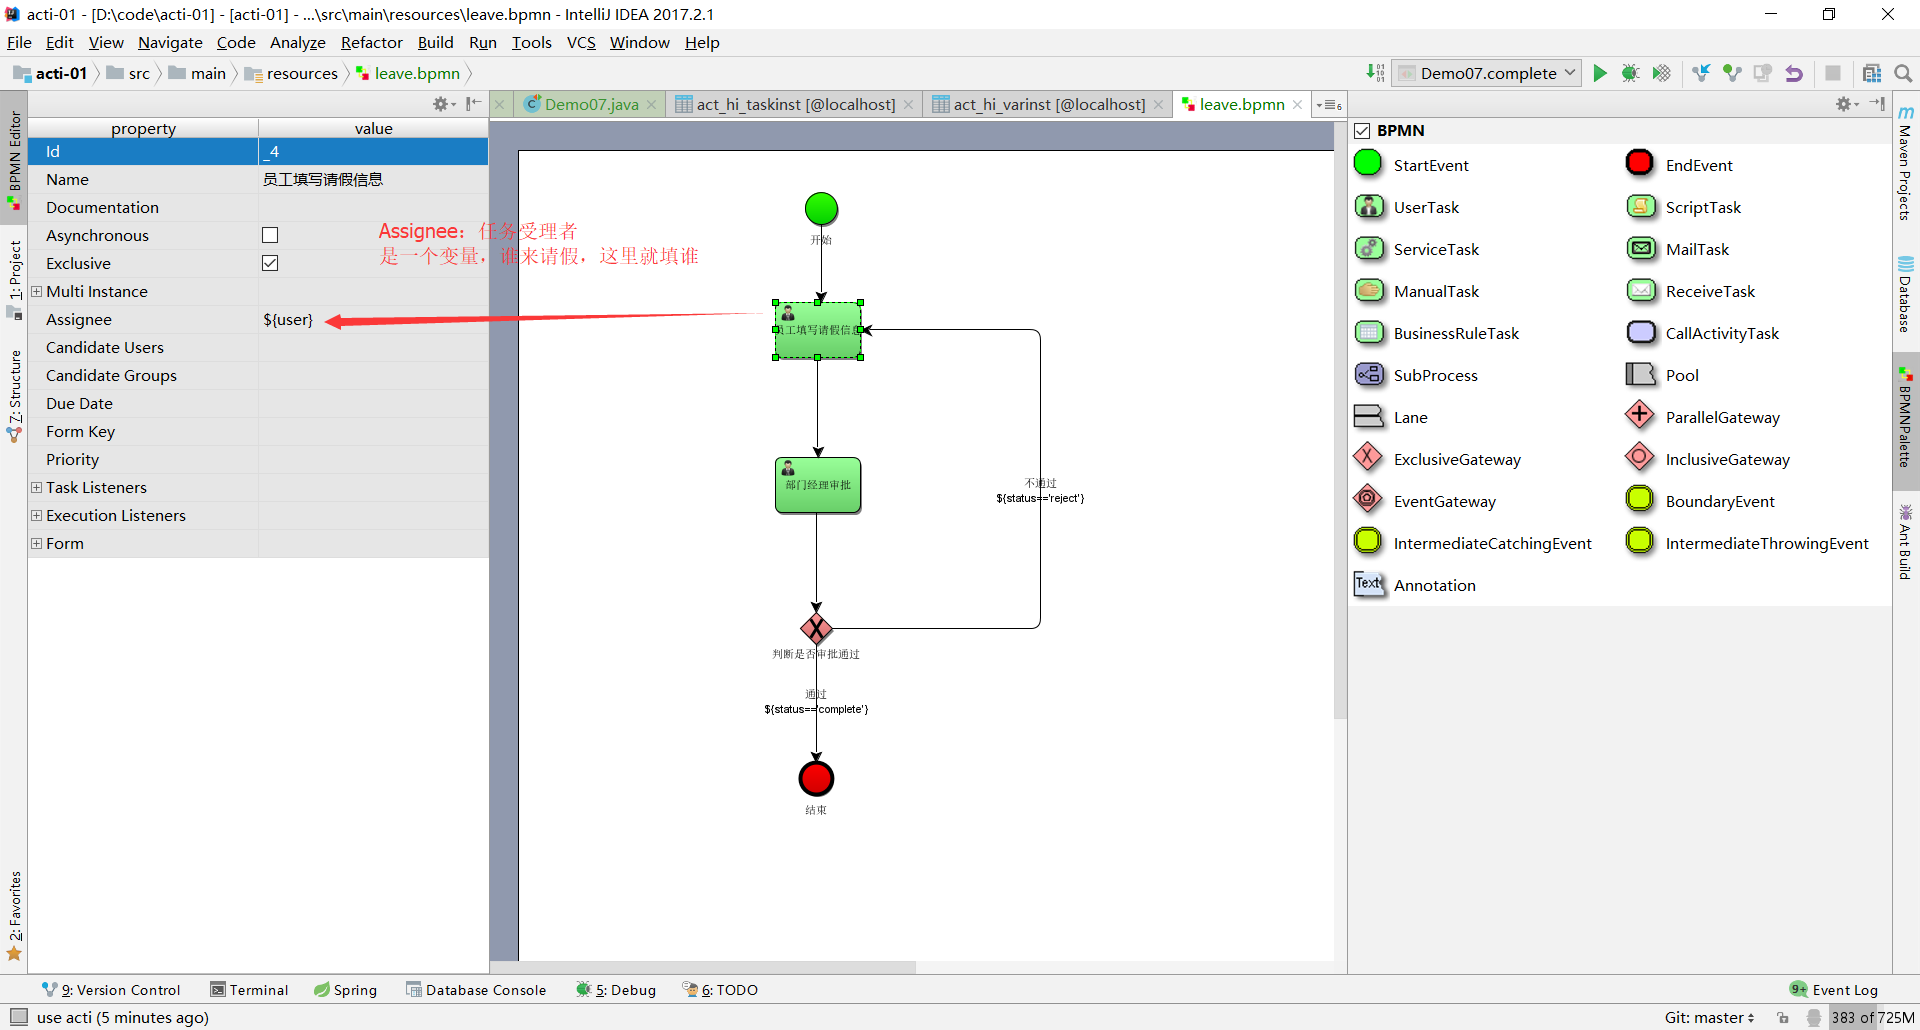 acti-01 - [D:\code\acti-01] - [acti-01] - ...\src\main\resources\leave.bpmn - IntelliJ IDEA 2017.2.1
File Edit View Navigate Code Analyze Refactor Build Run Tools VCS Window Help
acti-01 src main resources leave.bpmn
Demo07.complete
Demo07.java act_hi_taskinst [@localhost] act_hi_varinst [@localhost] leave.bpmn
6
BPMN Editor
1: Project
7: Structure
2: Favorites
property value
Id _4
Name 员工填写请假信息
Documentation
Asynchronous
Exclusive
Multi Instance
Assignee ${user}
Candidate Users
Candidate Groups
Due Date
Form Key
Priority
Task Listeners
Execution Listeners
Form
Assignee：任务受理者
是一个变量，谁来请假，这里就填谁
开始
员工填写请假信息
部门经理审批
不通过
${status=='reject'}
判断是否审批通过
通过
${status=='complete'}
结束
BPMN
StartEvent EndEvent
UserTask ScriptTask
ServiceTask MailTask
ManualTask ReceiveTask
BusinessRuleTask CallActivityTask
SubProcess Pool
Lane ParallelGateway
ExclusiveGateway InclusiveGateway
EventGateway BoundaryEvent
IntermediateCatchingEvent IntermediateThrowingEvent
Text Annotation
Maven Projects
Database
BPMNPalette
Ant Build
9: Version Control Terminal Spring Database Console 5: Debug 6: TODO 9+ Event Log
use acti (5 minutes ago) Git: master 383 of 725M